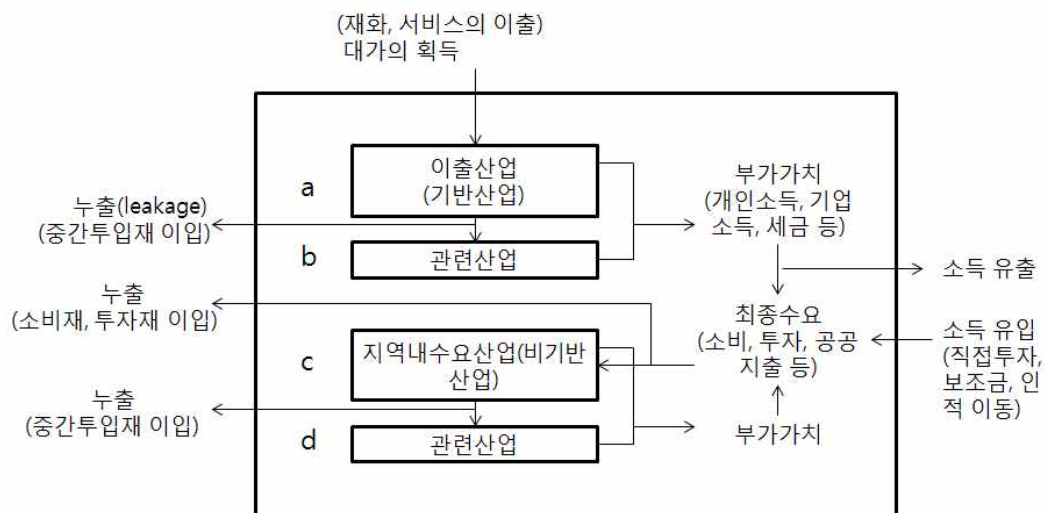 (재화, 서비스의 이출)
대가의 획득
a
이출산업
(기반산업)
부가가치
(개인소득, 기업
소득, 세금 등)
누출(leakage)
(중간투입재 이입)
b
관련산업
소득 유출
누출
(소비재, 투자재 이입)
최종수요
(소비, 투자, 공공
지출 등)
소득 유입
(직접투자,
보조금, 인
적 이동)
c
지역내수요산업(비기반
산업)
누출
(중간투입재 이입)
d
관련산업
부가가치